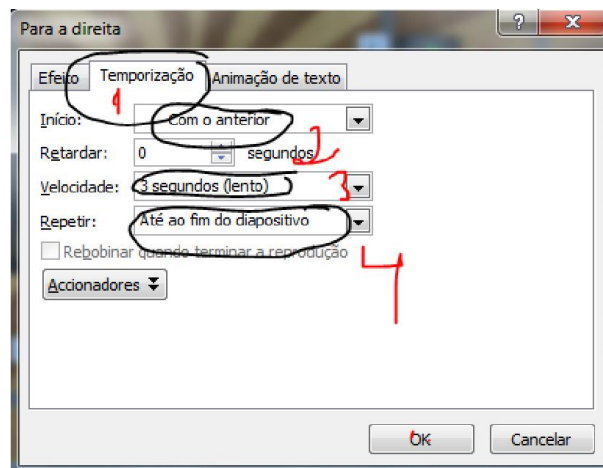 Para a direita
Efeito Temporização Animação de texto
1
Início: Com o anterior
2
Retardar: 0 segundos
Velocidade: 3 segundos (lento) 3
Repetir: Até ao fim do diapositivo
4
Rebobinar quando terminar a reprodução
Accionadores
OK Cancelar